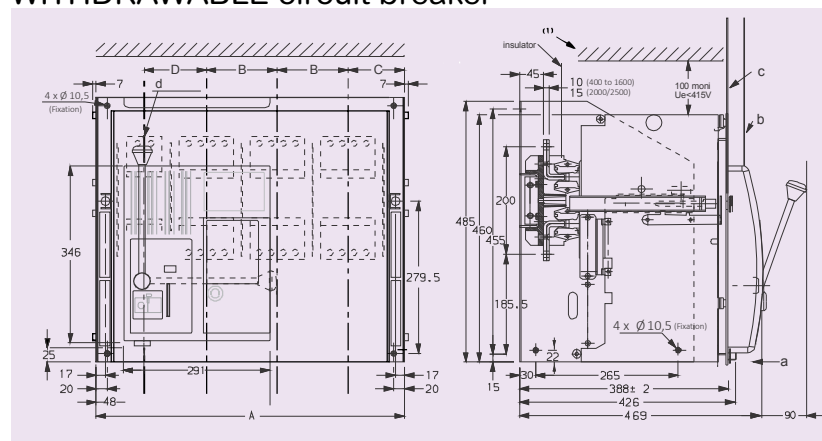 WITHDRAWABLE circuit breaker
(1)
insulator
D B B C
7 d 7
4 x Ø 10,5
(Fixation)
346
279.5
25
291
17 17
20 20
48
A
45
10 (400 to 1600)
15 (2000/2500)
100 moni
Ue<415V
c
b
200
485
460
455
165.5
4 x Ø 10,5 (Fixation)
22
a
30 265
15
388± 2
426
469 90